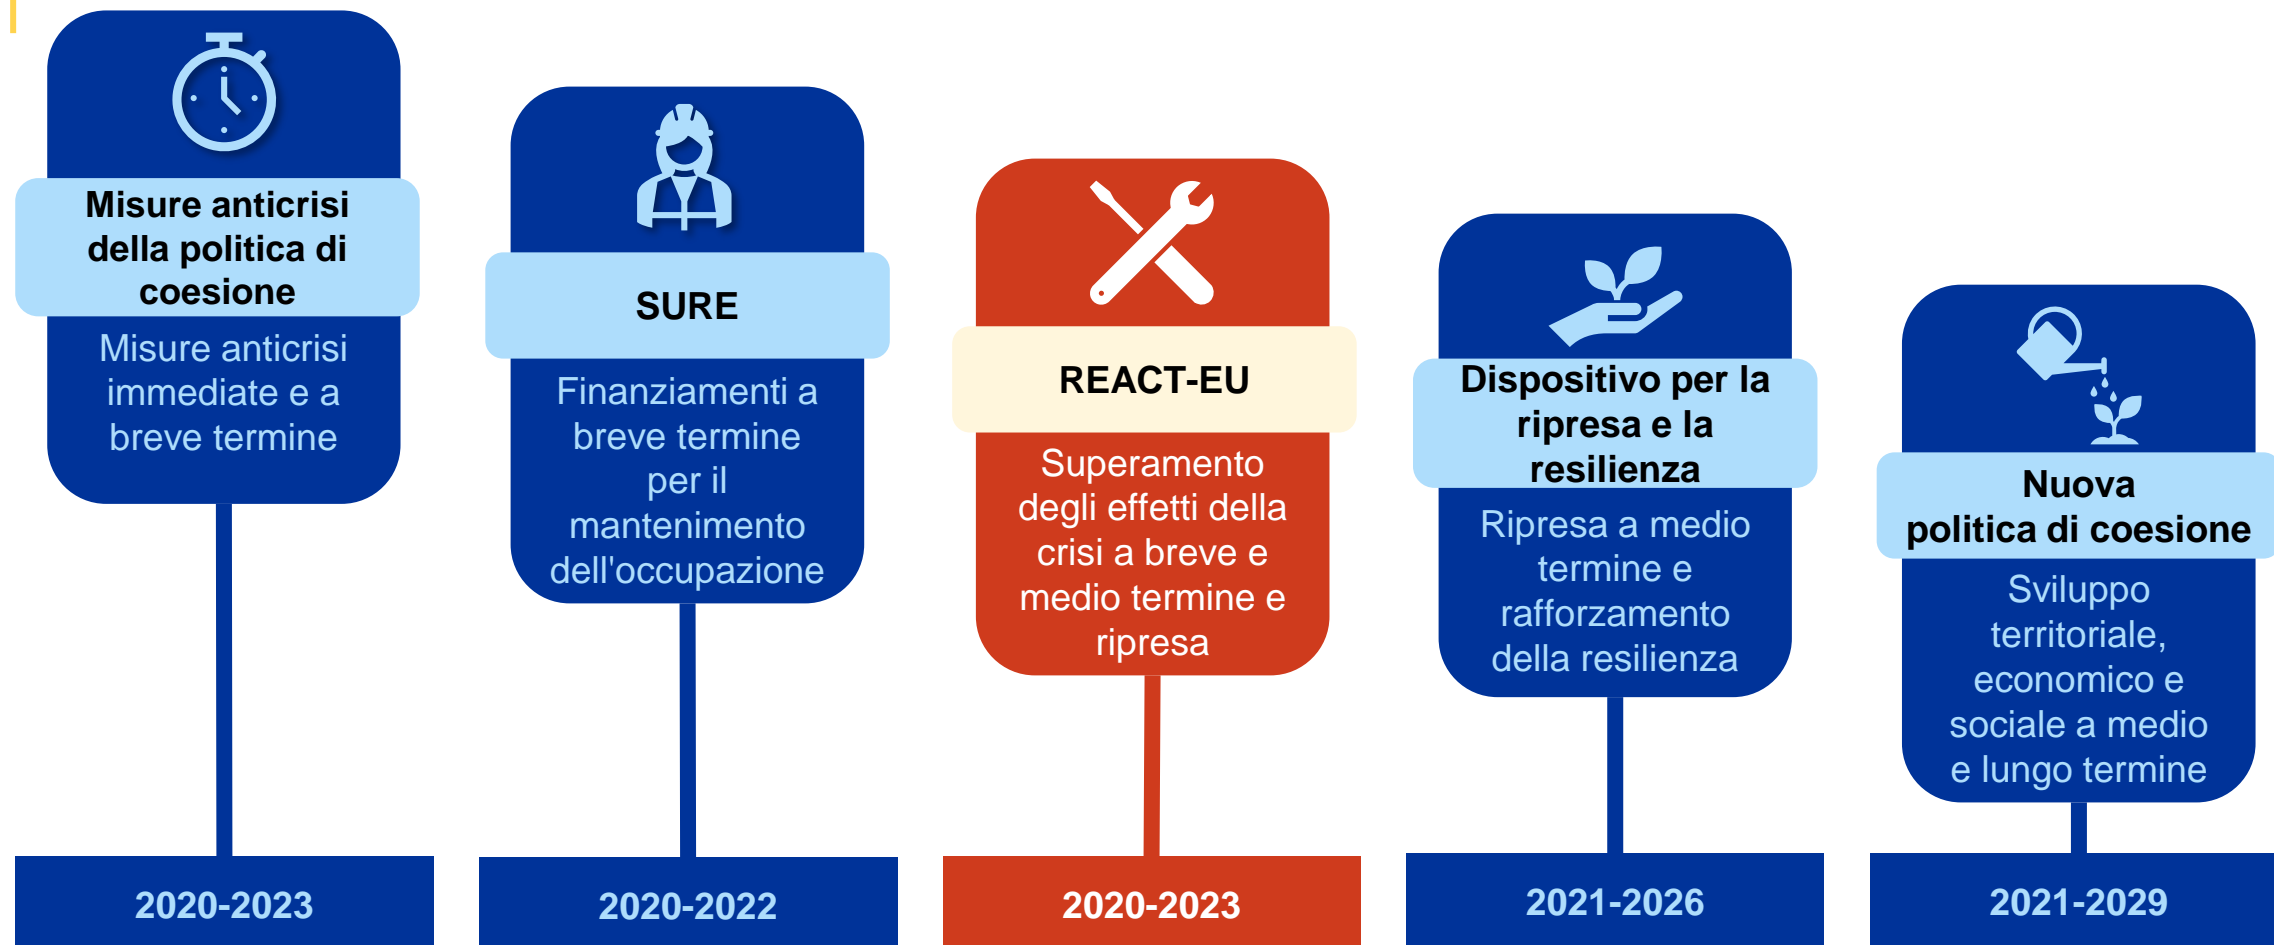 Misure anticrisi
della politica di
coesione
Misure anticrisi
immediate e a
breve termine
2020-2023
SURE
Finanziamenti a
breve termine
per il
mantenimento
dell'occupazione
2020-2022
REACT-EU
Superamento
degli effetti della
crisi a breve e
medio termine e
ripresa
2020-2023
Dispositivo per la
ripresa e la
resilienza
Ripresa a medio
termine e
rafforzamento
della resilienza
2021-2026
Nuova
politica di coesione
Sviluppo
territoriale,
economico e
sociale a medio
e lungo termine
2021-2029